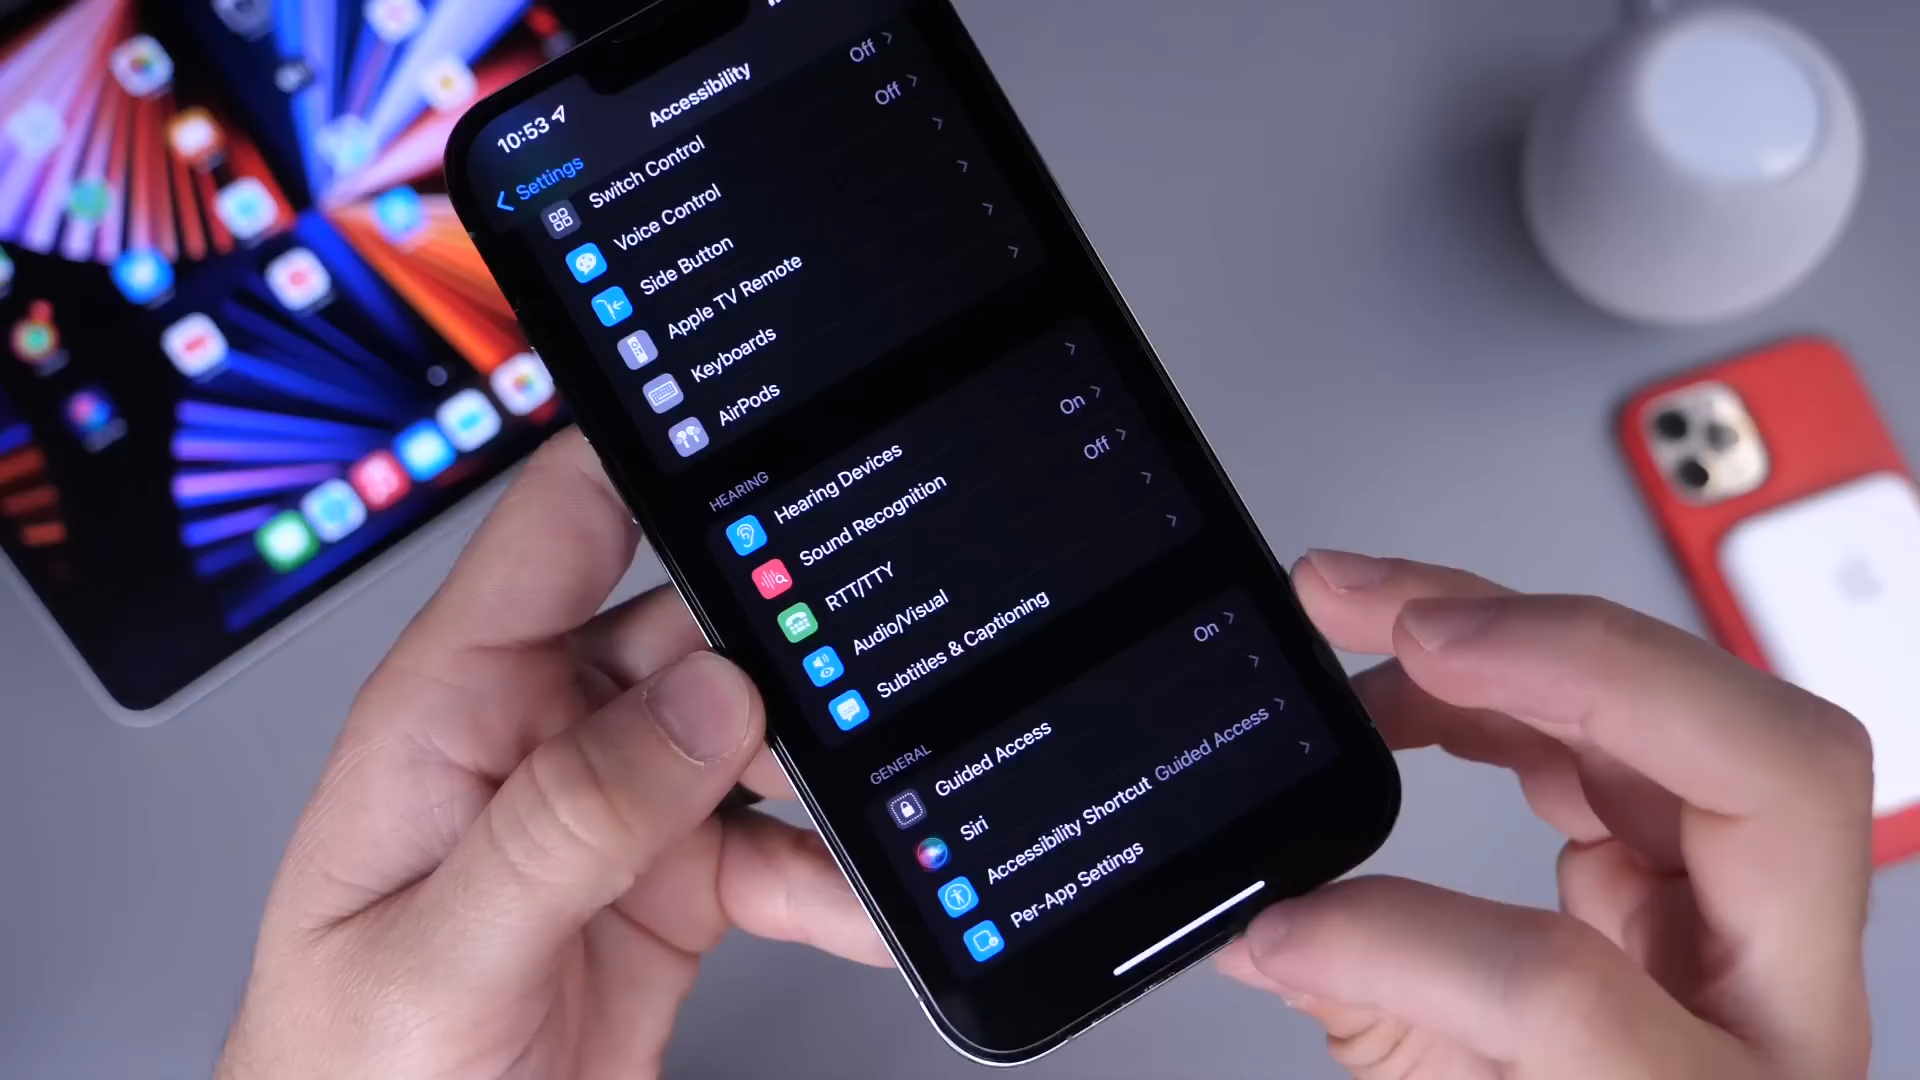 10:53
Settings
Accessibility
Off
Switch Control Off
Voice Control
Side Button
Apple TV Remote
Keyboards
AirPods
HEARING
Hearing Devices
Sound Recognition On
RTT/TTY Off
Audio/Visual
Subtitles & Captioning
GENERAL
Guided Access On
Siri
Accessibility Shortcut Guided Access
Per-App Settings